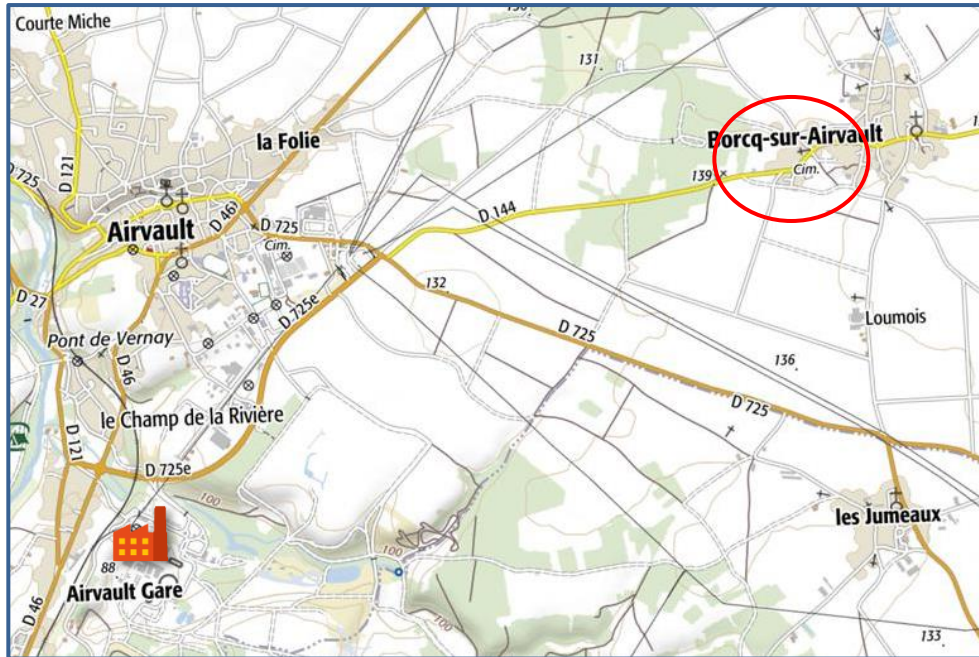 Courte Miche
131
la Folie
Borcq-sur-Airvault
D 121
D 725
139
Cim.
D 46
D 144
Airvault
D 725
Cim.
132
D 27
D 725e
Loumois
Pont de Vernay
D 46
136
D 725
le Champ de la Rivière
D 121
D 725e
100
les Jumeaux
100
88
Airvault Gare
D 46
133